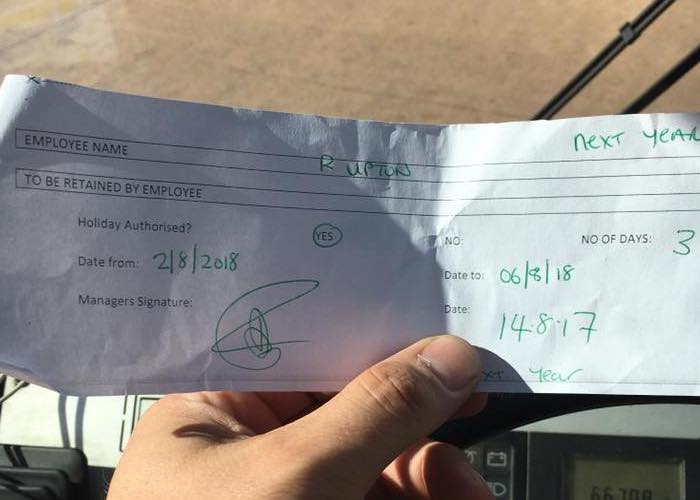 next year
EMPLOYEE NAME R UPTON
TO BE RETAINED BY EMPLOYEE
Holiday Authorised? YES NO: NO OF DAYS: 3
Date from: 2/8/2018 Date to: 06/8/18
Managers Signature: Date: 14.8.17
year